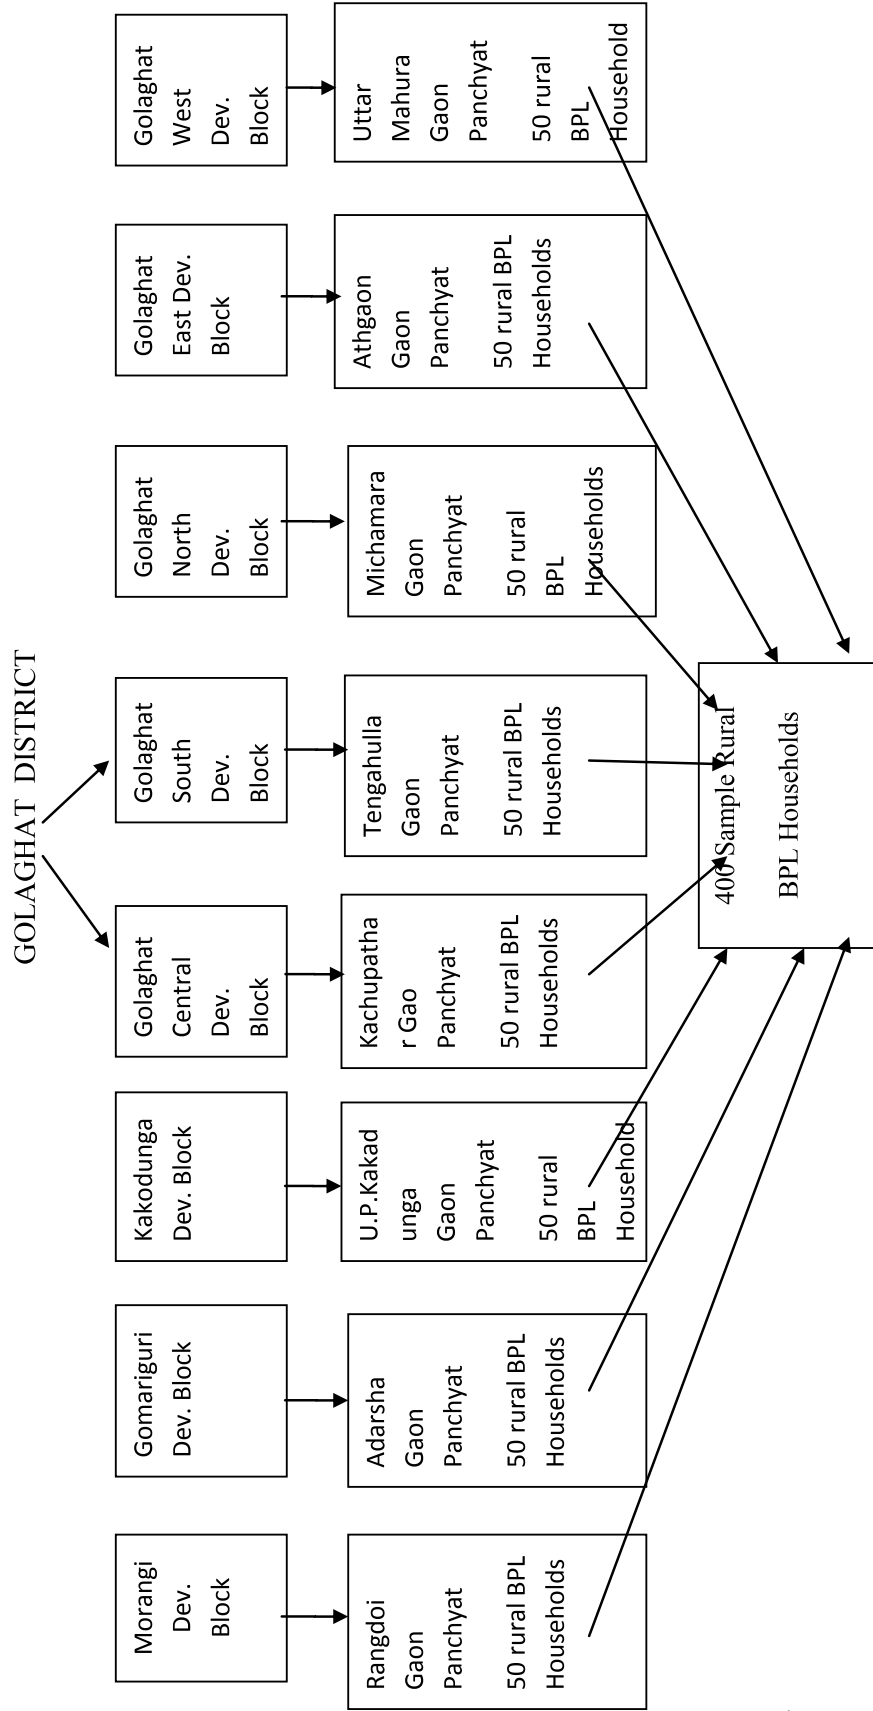 GOLAGHAT DISTRICT
Morangi
Dev.
Block
Gomariguri
Dev. Block
Kakodunga
Dev. Block
Golaghat
Central
Dev.
Block
Golaghat
South
Dev.
Block
Golaghat
North
Dev.
Block
Golaghat
East Dev.
Block
Golaghat
West
Dev.
Block
Rangdoi
Gaon
Panchyat
50 rural BPL
Households
Adarsha
Gaon
Panchyat
50 rural BPL
Households
U.P.Kakad
unga
Gaon
Panchyat
50 rural
BPL
Household
Kachupatha
r Gao
Panchyat
50 rural BPL
Households
Tengahulla
Gaon
Panchyat
50 rural BPL
Households
Michamara
Gaon
Panchyat
50 rural
BPL
Households
Athgaon
Gaon
Panchyat
50 rural BPL
Households
Uttar
Mahura
Gaon
Panchyat
50 rural
BPL
Household
400 Sample Rural
BPL Households